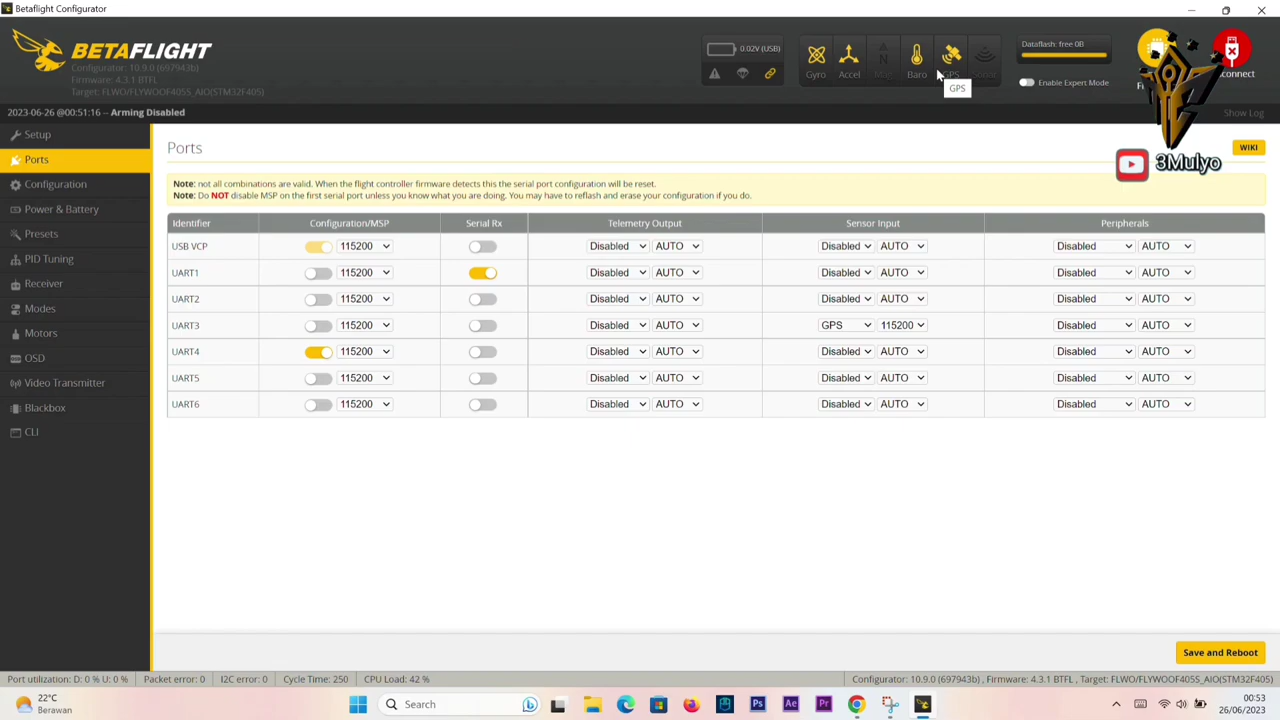 Betaflight Configurator
BETAFLIGHT
Configurator: 10.9.0 (697943b)
Firmware: 4.3.1 BTFL
Target: FLWO/FLYWOOF405S_AIO(STM32F405)
0.02V (USB)
Gyro Accel Mag Baro GPS Sonar
GPS
Dataflash: free 0B
Enable Expert Mode
2023-06-26 @00:51:16 -- Arming Disabled
Show Log
3Mulyo
Setup
Ports
Configuration
Power & Battery
Presets
PID Tuning
Receiver
Modes
Motors
OSD
Video Transmitter
Blackbox
CLI
Ports
WIKI
Note: not all combinations are valid. When the flight controller firmware detects this the serial port configuration will be reset.
Note: Do NOT disable MSP on the first serial port unless you know what you are doing. You may have to reflash and erase your configuration if you do.
Identifier Configuration/MSP Serial Rx Telemetry Output Sensor Input Peripherals
USB VCP 115200 Disabled AUTO Disabled AUTO Disabled AUTO
UART1 115200 Disabled AUTO Disabled AUTO Disabled AUTO
UART2 115200 Disabled AUTO Disabled AUTO Disabled AUTO
UART3 115200 Disabled AUTO GPS 115200 Disabled AUTO
UART4 115200 Disabled AUTO Disabled AUTO Disabled AUTO
UART5 115200 Disabled AUTO Disabled AUTO Disabled AUTO
UART6 115200 Disabled AUTO Disabled AUTO Disabled AUTO
Save and Reboot
Port utilization: D: 0 % U: 0 % Packet error: 0 I2C error: 0 Cycle Time: 250 CPU Load: 42 %
Configurator: 10.9.0 (697943b) , Firmware: 4.3.1 BTFL, Target: FLWO/FLYWOOF405S_AIO(STM32F405)
22°C
Berawan
Search
Ps Ae Pr
00:53
26/06/2023